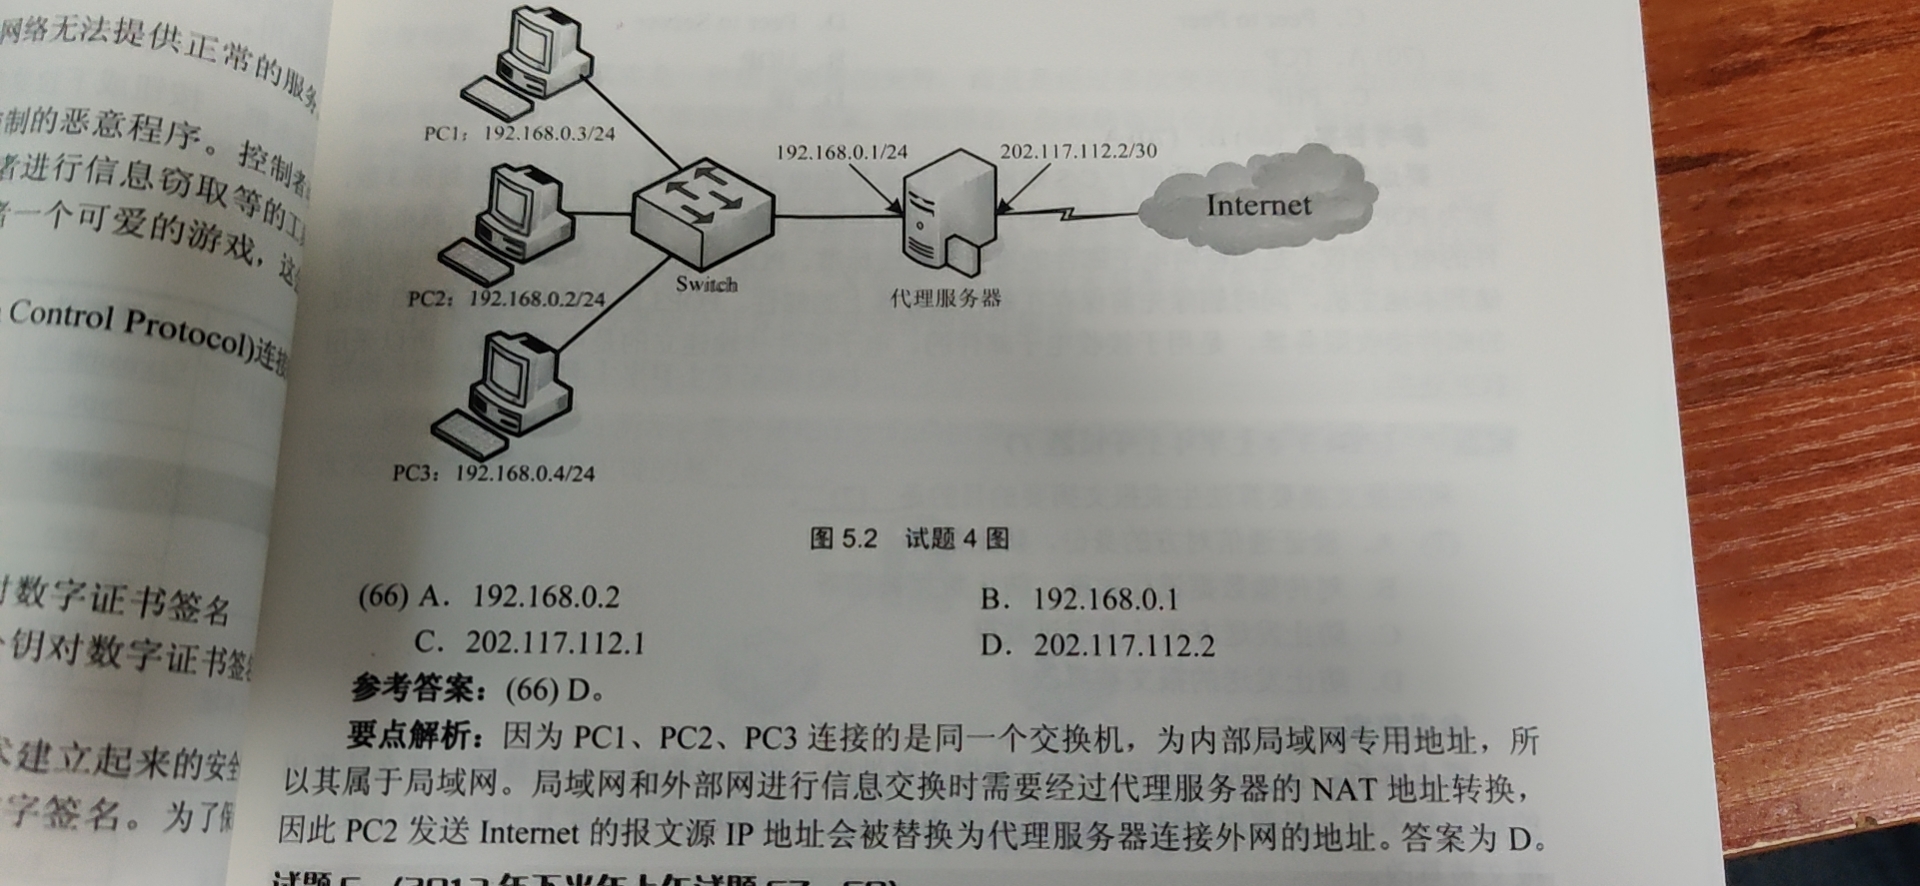 网络无法提供正常的服务
制的恶意程序。控制者
者进行信息窃取等的工
一个可爱的游戏，这
Control Protocol)连接
对数字证书签名
钥对数字证书签
建立起来的安全
字签名。为了
PC1：192.168.0.3/24
PC2：192.168.0.2/24
PC3：192.168.0.4/24
Switch
192.168.0.1/24
202.117.112.2/30
代理服务器
Internet
图 5.2 试题 4 图
(66) A．192.168.0.2 B．192.168.0.1
C．202.117.112.1 D．202.117.112.2
参考答案：(66) D。
要点解析：因为 PC1、PC2、PC3 连接的是同一个交换机，为内部局域网专用地址，所
以其属于局域网。局域网和外部网进行信息交换时需要经过代理服务器的 NAT 地址转换，
因此 PC2 发送 Internet 的报文源 IP 地址会被替换为代理服务器连接外网的地址。答案为 D。